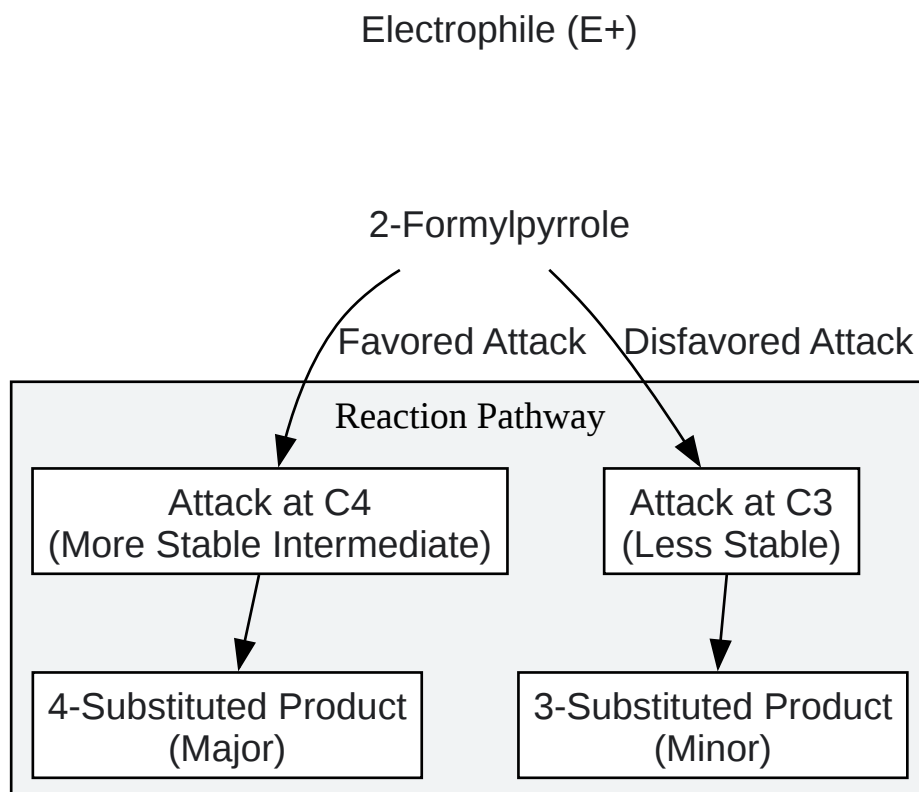 Electrophile (E+)
2-Formylpyrrole
Favored Attack
Disfavored Attack
Reaction Pathway
Attack at C4
(More Stable Intermediate)
Attack at C3
(Less Stable)
4-Substituted Product
(Major)
3-Substituted Product
(Minor)